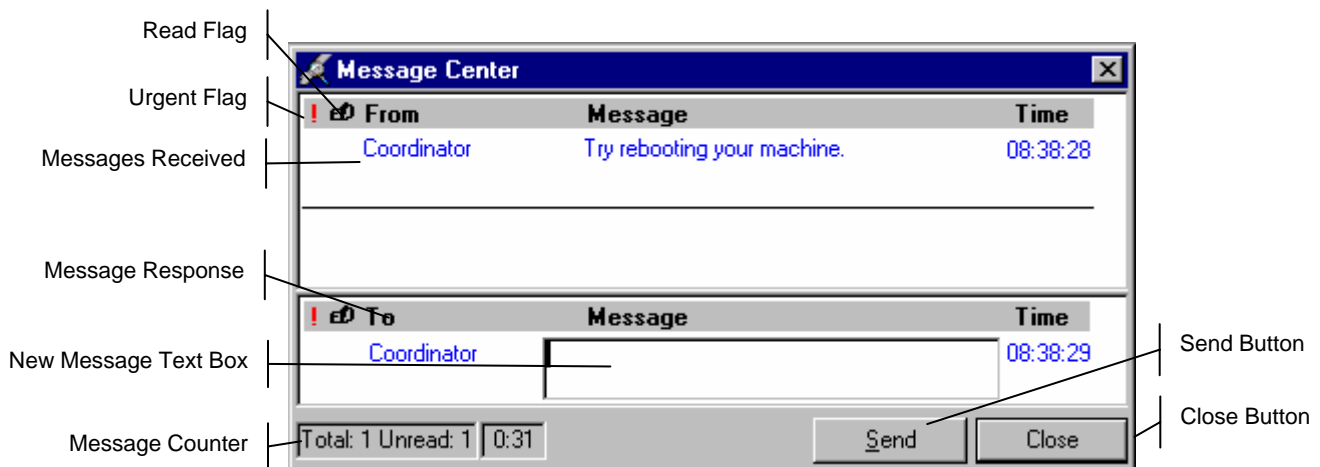 Read Flag
Message Center
Urgent Flag
! From Message Time
Messages Received
Coordinator Try rebooting your machine. 08:38:28
Message Response
! To Message Time
New Message Text Box
Coordinator 08:38:29
Send Button
Message Counter
Total: 1 Unread: 1 0:31 Send Close
Close Button